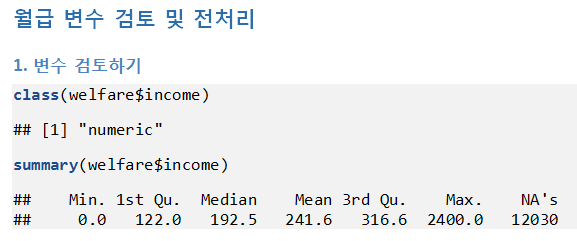 월급 변수 검토 및 전처리
1. 변수 검토하기
class(welfare$income)
## [1] "numeric"
summary(welfare$income)
##    Min. 1st Qu.  Median    Mean 3rd Qu.    Max.    NA's
##     0.0   122.0   192.5   241.6   316.6  2400.0   12030